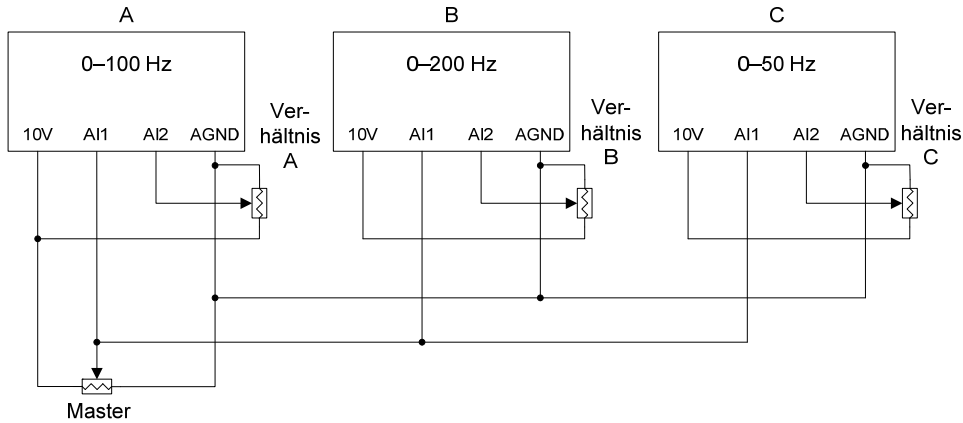 A
B
C
0–100 Hz
0–200 Hz
0–50 Hz
10V AI1 AI2 AGND
Ver-
hältnis
A
10V AI1 AI2 AGND
Ver-
hältnis
B
10V AI1 AI2 AGND
Ver-
hältnis
C
Master